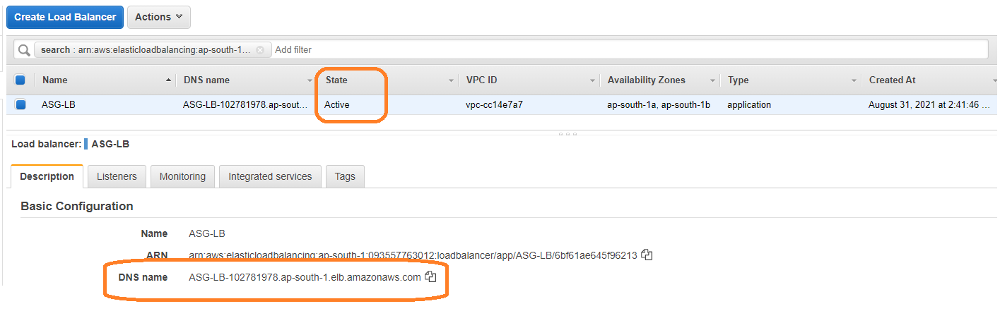 Create Load Balancer Actions
search : arn:aws:elasticloadbalancing:ap-south-1... Add filter
Name DNS name State VPC ID Availability Zones Type Created At
ASG-LB ASG-LB-102781978.ap-sout... Active vpc-cc14e7a7 ap-south-1a, ap-south-1b application August 31, 2021 at 2:41:46 ...
Load balancer: ASG-LB
Description Listeners Monitoring Integrated services Tags
Basic Configuration
Name ASG-LB
ARN arn:aws:elasticloadbalancing:ap-south-1:093557763012:loadbalancer/app/ASG-LB/6bf61ae645f96213
DNS name ASG-LB-102781978.ap-south-1.elb.amazonaws.com